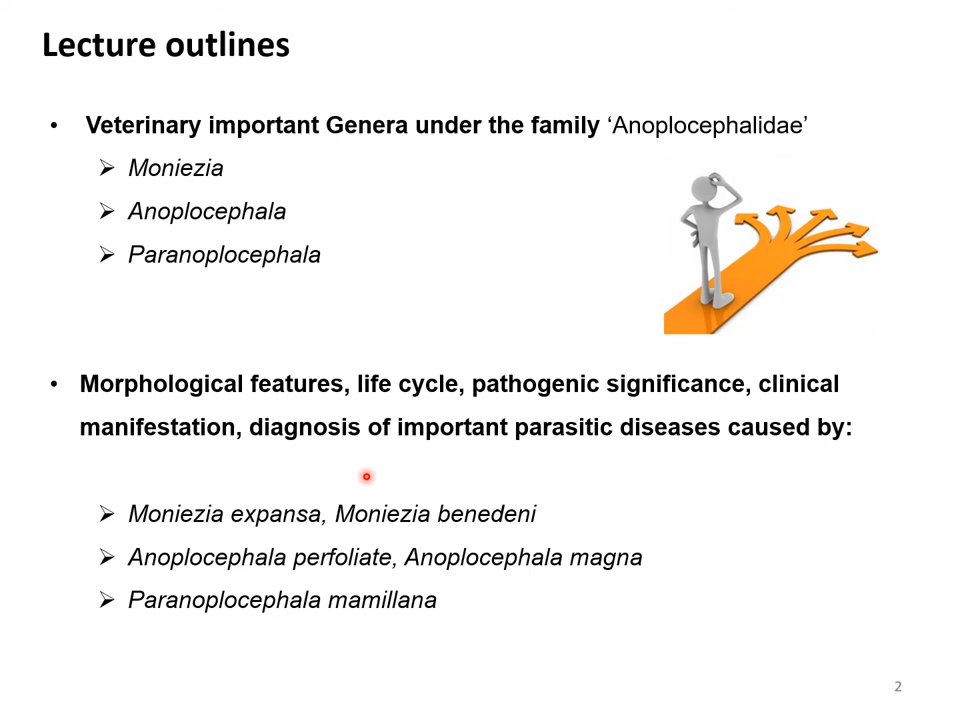 Lecture outlines
• Veterinary important Genera under the family ‘Anoplocephalidae’
➢ Moniezia
➢ Anoplocephala
➢ Paranoplocephala
• Morphological features, life cycle, pathogenic significance, clinical
manifestation, diagnosis of important parasitic diseases caused by:
➢ Moniezia expansa, Moniezia benedeni
➢ Anoplocephala perfoliate, Anoplocephala magna
➢ Paranoplocephala mamillana
2